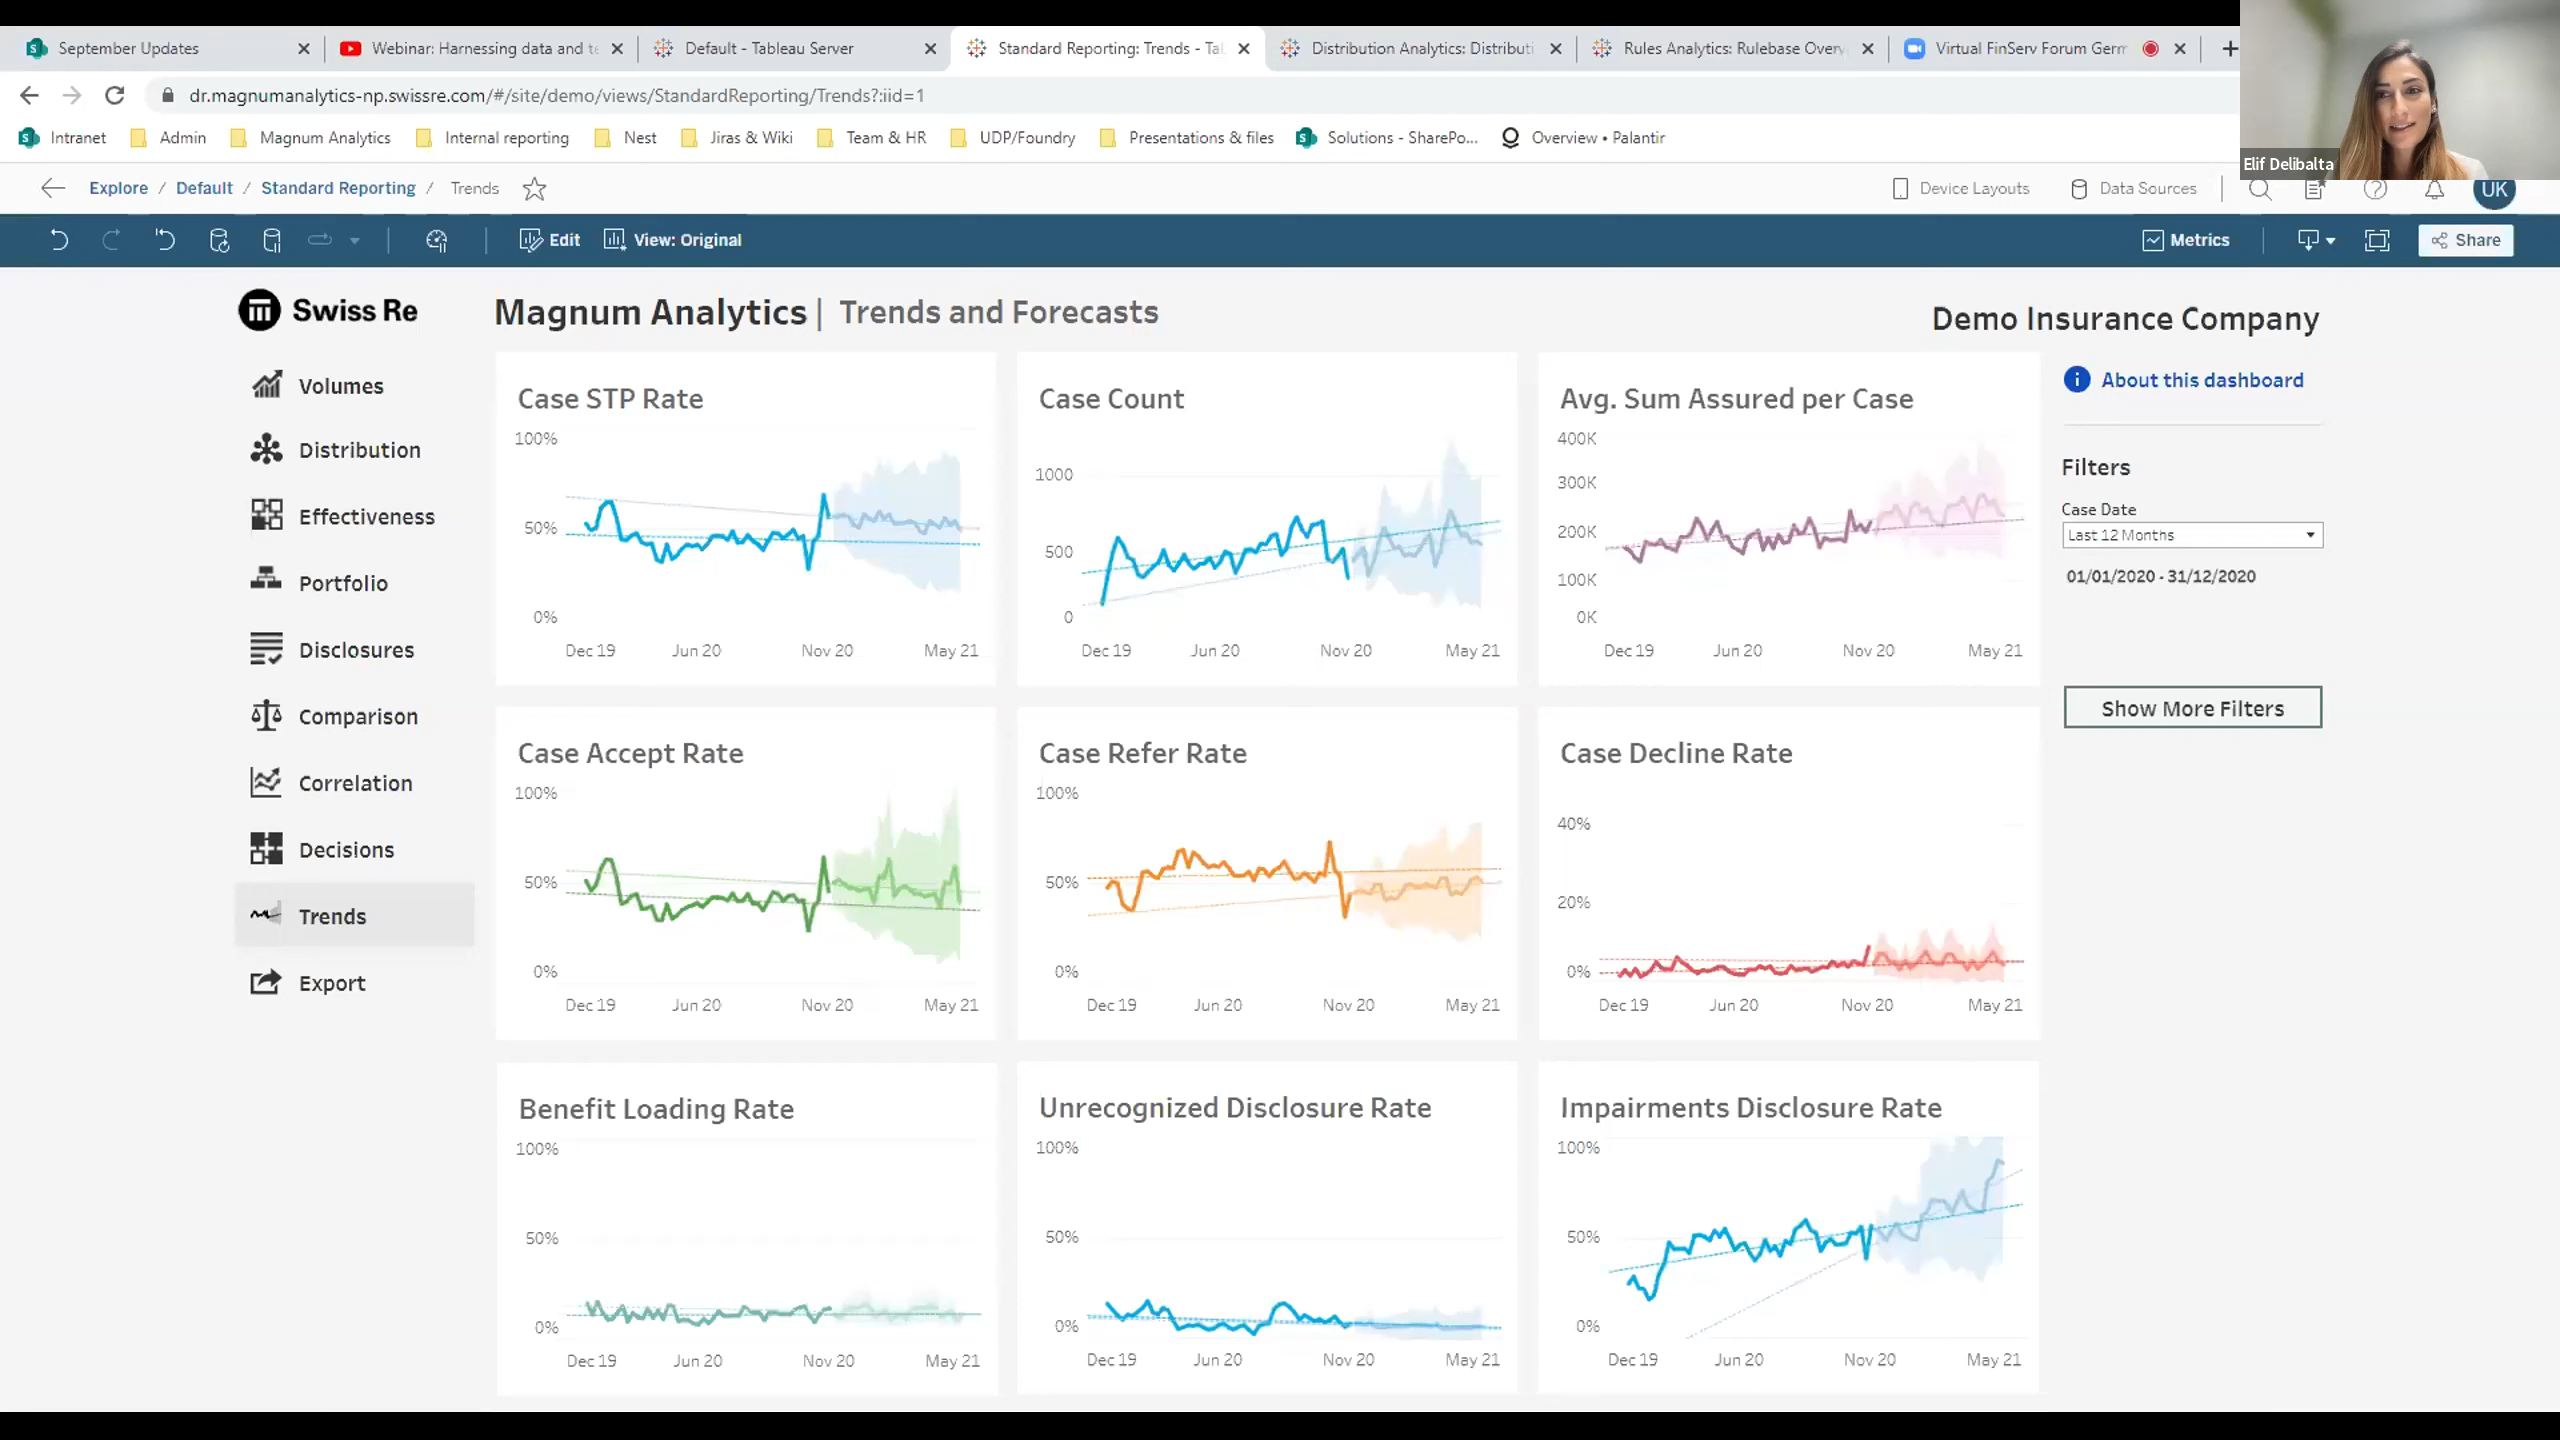 September Updates
Webinar: Harnessing data and te
Default - Tableau Server
Standard Reporting: Trends - Ta
Distribution Analytics: Distributi
Rules Analytics: Rulebase Overv
Virtual FinServ Forum Germ
dr.magnumanalytics-np.swissre.com/#/site/demo/views/StandardReporting/Trends?:iid=1
Intranet
Admin
Magnum Analytics
Internal reporting
Nest
Jiras & Wiki
Team & HR
UDP/Foundry
Presentations & files
Solutions - SharePo...
Overview • Palantir
Elif Delibalta
Explore / Default / Standard Reporting / Trends
Device Layouts
Data Sources
UK
Edit
View: Original
Metrics
Share
Swiss Re
Magnum Analytics | Trends and Forecasts
Demo Insurance Company
Volumes
Distribution
Effectiveness
Portfolio
Disclosures
Comparison
Correlation
Decisions
Trends
Export
Case STP Rate
100%
50%
0%
Dec 19 Jun 20 Nov 20 May 21
Case Count
1000
500
0
Dec 19 Jun 20 Nov 20 May 21
Avg. Sum Assured per Case
400K
300K
200K
100K
0K
Dec 19 Jun 20 Nov 20 May 21
About this dashboard
Filters
Case Date
Last 12 Months
01/01/2020 - 31/12/2020
Show More Filters
Case Accept Rate
100%
50%
0%
Dec 19 Jun 20 Nov 20 May 21
Case Refer Rate
100%
50%
0%
Dec 19 Jun 20 Nov 20 May 21
Case Decline Rate
40%
20%
0%
Dec 19 Jun 20 Nov 20 May 21
Benefit Loading Rate
100%
50%
0%
Dec 19 Jun 20 Nov 20 May 21
Unrecognized Disclosure Rate
100%
50%
0%
Dec 19 Jun 20 Nov 20 May 21
Impairments Disclosure Rate
100%
50%
0%
Dec 19 Jun 20 Nov 20 May 21